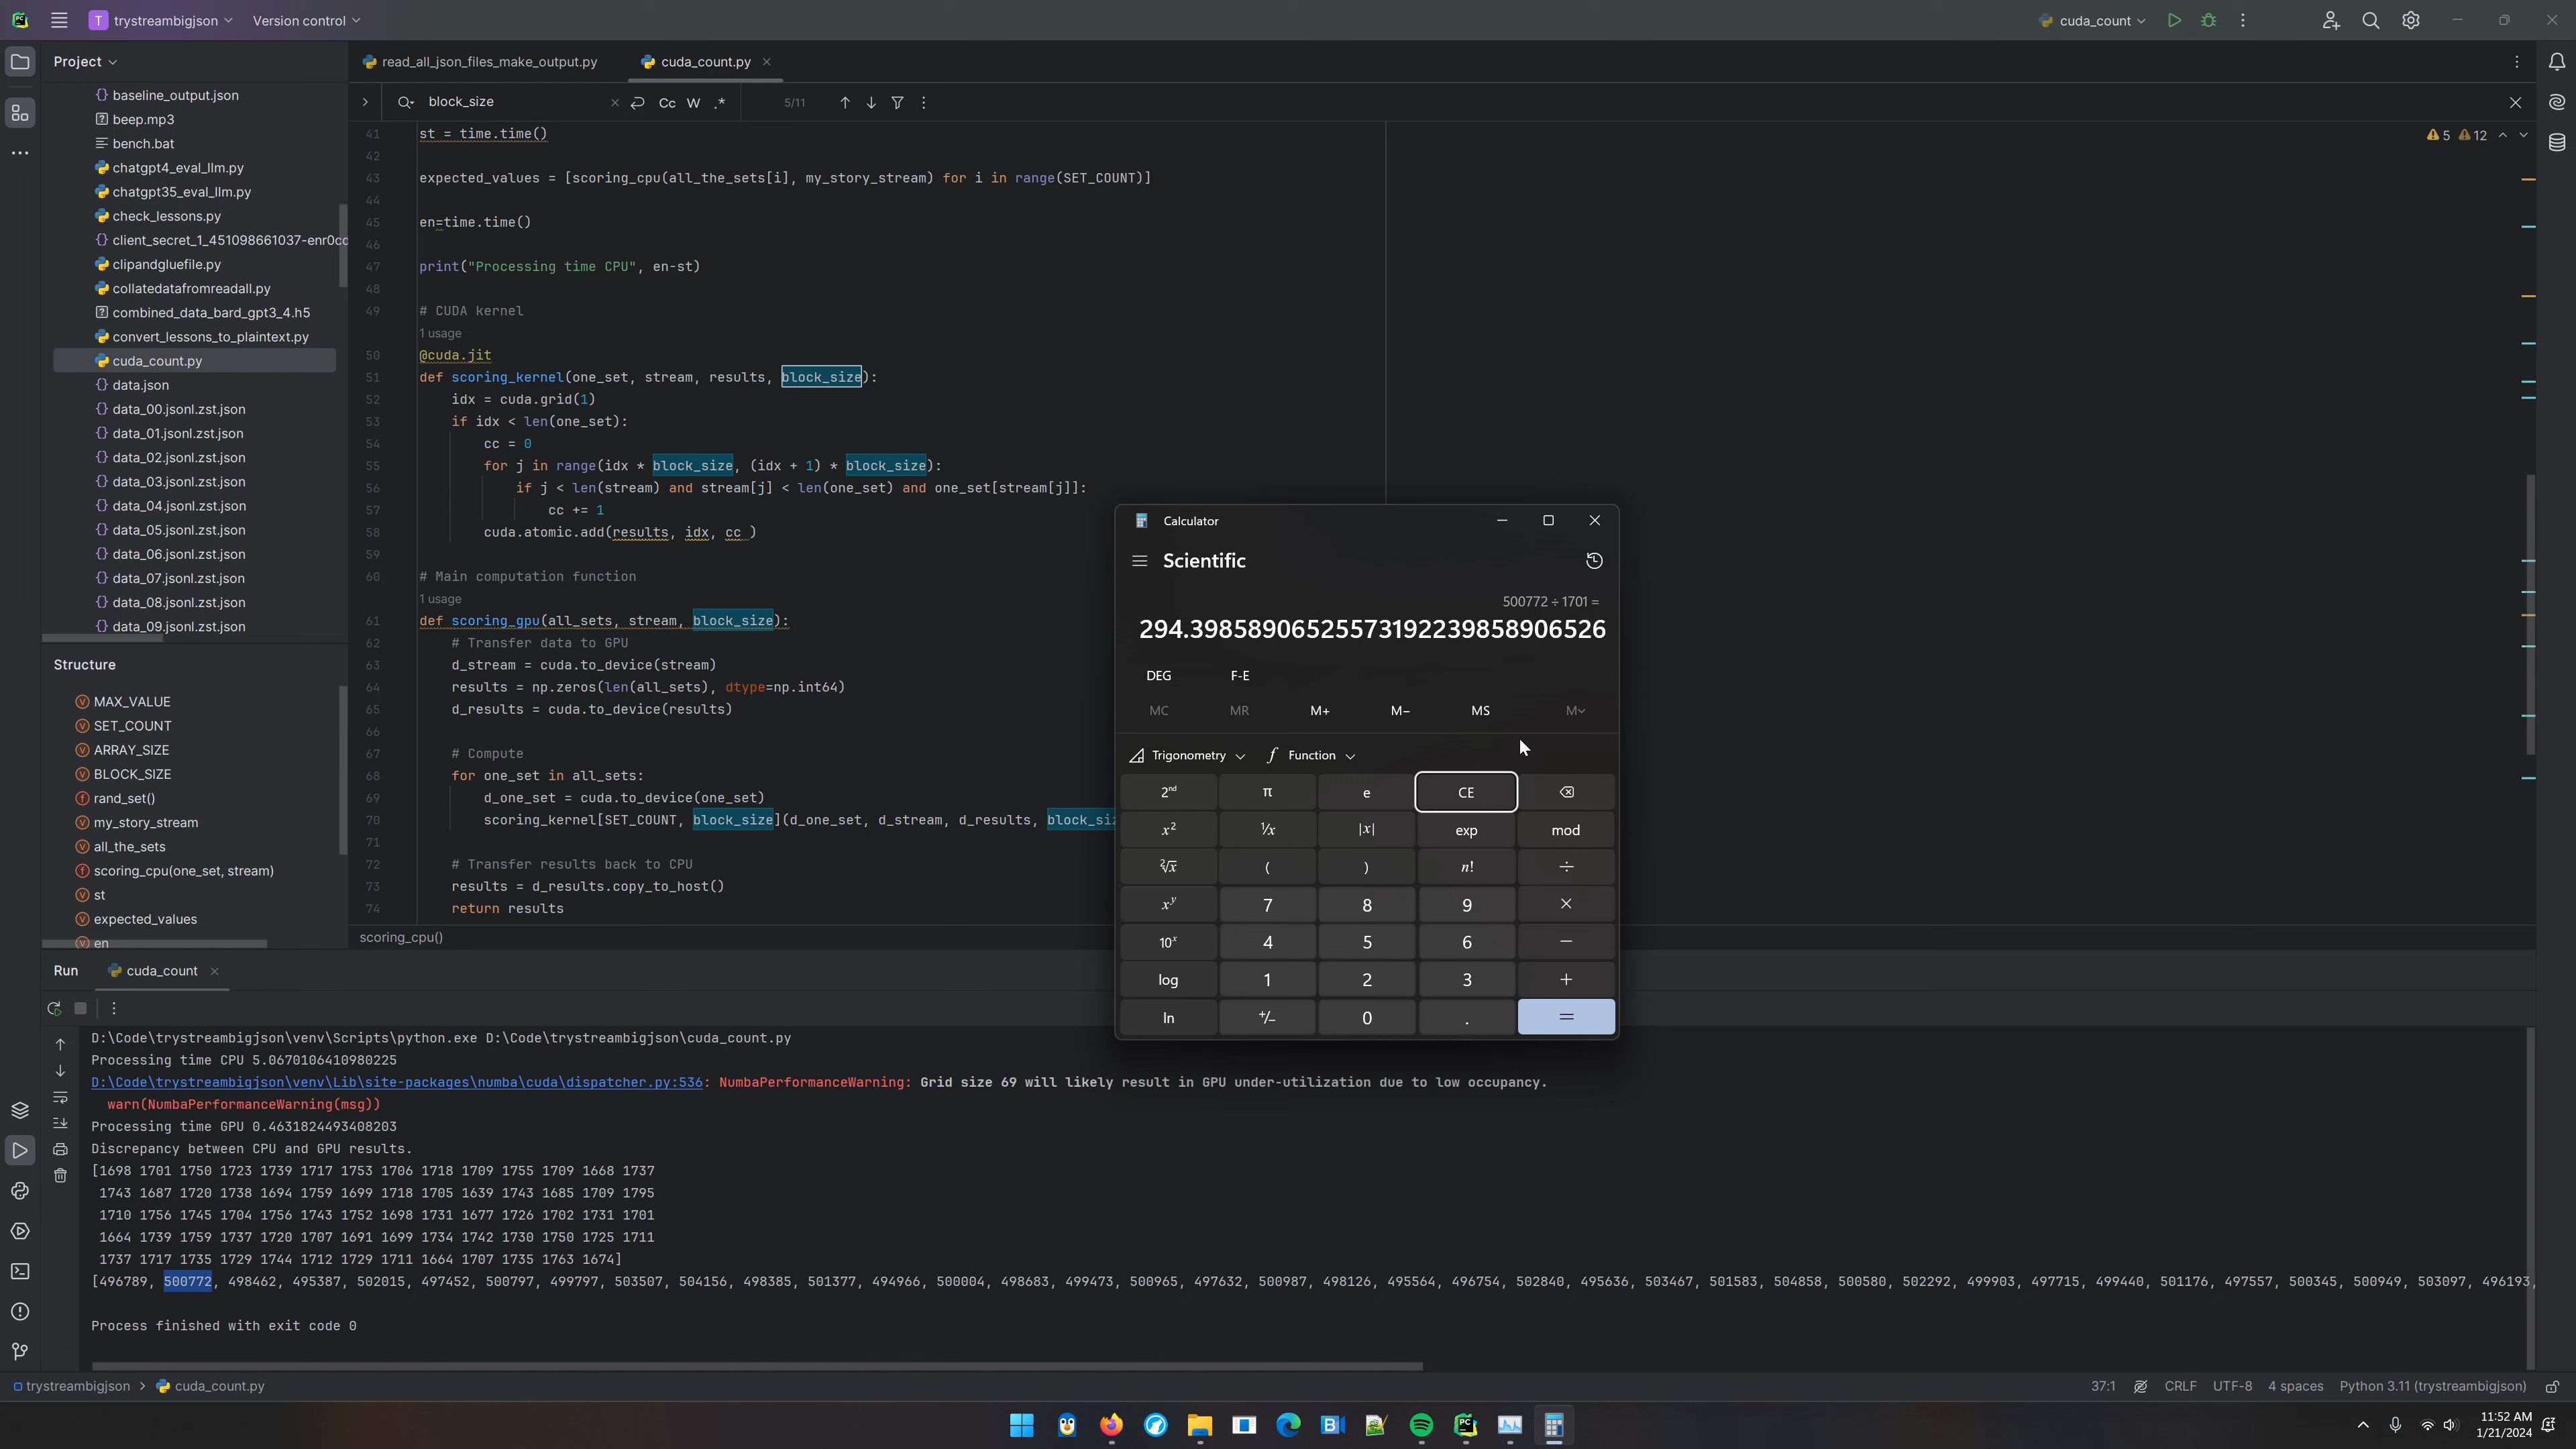 T trystreambigjson Version control cuda_count
Project read_all_json_files_make_output.py cuda_count.py
block_size Cc W .* 5/11
baseline_output.json
beep.mp3
bench.bat
chatgpt4_eval_llm.py
chatgpt35_eval_llm.py
check_lessons.py
client_secret_1_451098661037-enr0cc
clipandgluefile.py
collatedatafromreadall.py
combined_data_bard_gpt3_4.h5
convert_lessons_to_plaintext.py
cuda_count.py
data.json
data_00.jsonl.zst.json
data_01.jsonl.zst.json
data_02.jsonl.zst.json
data_03.jsonl.zst.json
data_04.jsonl.zst.json
data_05.jsonl.zst.json
data_06.jsonl.zst.json
data_07.jsonl.zst.json
data_08.jsonl.zst.json
data_09.jsonl.zst.json
Structure
MAX_VALUE
SET_COUNT
ARRAY_SIZE
BLOCK_SIZE
rand_set()
my_story_stream
all_the_sets
scoring_cpu(one_set, stream)
st
expected_values
en
5 12
41 st = time.time()
42
43 expected_values = [scoring_cpu(all_the_sets[i], my_story_stream) for i in range(SET_COUNT)]
44
45 en=time.time()
46
47 print("Processing time CPU", en-st)
48
49 # CUDA kernel
1 usage
50 @cuda.jit
51 def scoring_kernel(one_set, stream, results, block_size):
52 idx = cuda.grid(1)
53 if idx < len(one_set):
54 cc = 0
55 for j in range(idx * block_size, (idx + 1) * block_size):
56 if j < len(stream) and stream[j] < len(one_set) and one_set[stream[j]]:
57 cc += 1
58 cuda.atomic.add(results, idx, cc )
59
60 # Main computation function
1 usage
61 def scoring_gpu(all_sets, stream, block_size):
62 # Transfer data to GPU
63 d_stream = cuda.to_device(stream)
64 results = np.zeros(len(all_sets), dtype=np.int64)
65 d_results = cuda.to_device(results)
66
67 # Compute
68 for one_set in all_sets:
69 d_one_set = cuda.to_device(one_set)
70 scoring_kernel[SET_COUNT, block_size](d_one_set, d_stream, d_results, block_siz
71
72 # Transfer results back to CPU
73 results = d_results.copy_to_host()
74 return results
scoring_cpu()
Calculator
Scientific
500772 ÷ 1701 =
294.39858906525573192239858906526
DEG F-E
MC MR M+ M− MS M
Trigonometry Function
2nd π e CE
x² ¹/x |x| exp mod
²√x ( ) n! ÷
xʸ 7 8 9 ×
10ˣ 4 5 6 −
log 1 2 3 +
ln +/− 0 . =
Run cuda_count
D:\Code\trystreambigjson\venv\Scripts\python.exe D:\Code\trystreambigjson\cuda_count.py
Processing time CPU 5.0670106410980225
D:\Code\trystreambigjson\venv\Lib\site-packages\numba\cuda\dispatcher.py:536: NumbaPerformanceWarning: Grid size 69 will likely result in GPU under-utilization due to low occupancy.
warn(NumbaPerformanceWarning(msg))
Processing time GPU 0.4631824493408203
Discrepancy between CPU and GPU results.
[1698 1701 1750 1723 1739 1717 1753 1706 1718 1709 1755 1709 1668 1737
1743 1687 1720 1738 1694 1759 1699 1718 1705 1639 1743 1685 1709 1795
1710 1756 1745 1704 1756 1743 1752 1698 1731 1677 1726 1702 1731 1701
1664 1739 1759 1737 1720 1707 1691 1699 1734 1742 1730 1750 1725 1711
1737 1717 1735 1729 1744 1712 1729 1711 1664 1707 1735 1763 1674]
[496789, 500772, 498462, 495387, 502015, 497452, 500797, 499797, 503507, 504156, 498385, 501377, 494966, 500004, 498683, 499473, 500965, 497632, 500987, 498126, 495564, 496754, 502840, 495636, 503467, 501583, 504858, 500580, 502292, 499903, 497715, 499440, 501176, 497557, 500345, 500949, 503097, 496193,
Process finished with exit code 0
trystreambigjson > cuda_count.py 37:1 CRLF UTF-8 4 spaces Python 3.11 (trystreambigjson)
11:52 AM
1/21/2024